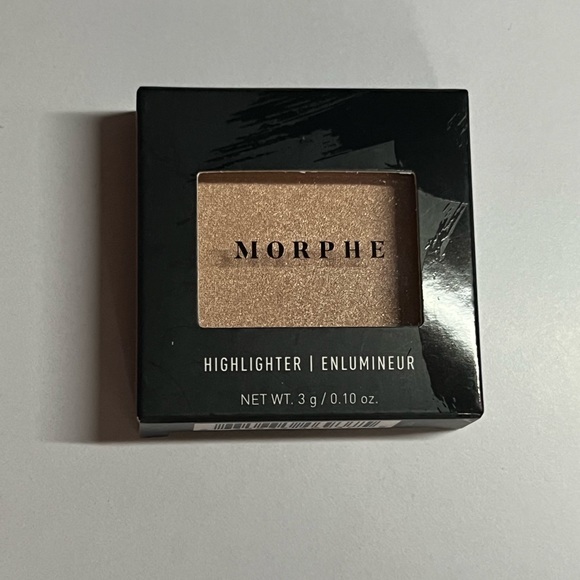 MORPHE
HIGHLIGHTER | ENLUMINEUR
NET WT. 3 g / 0.10 oz.